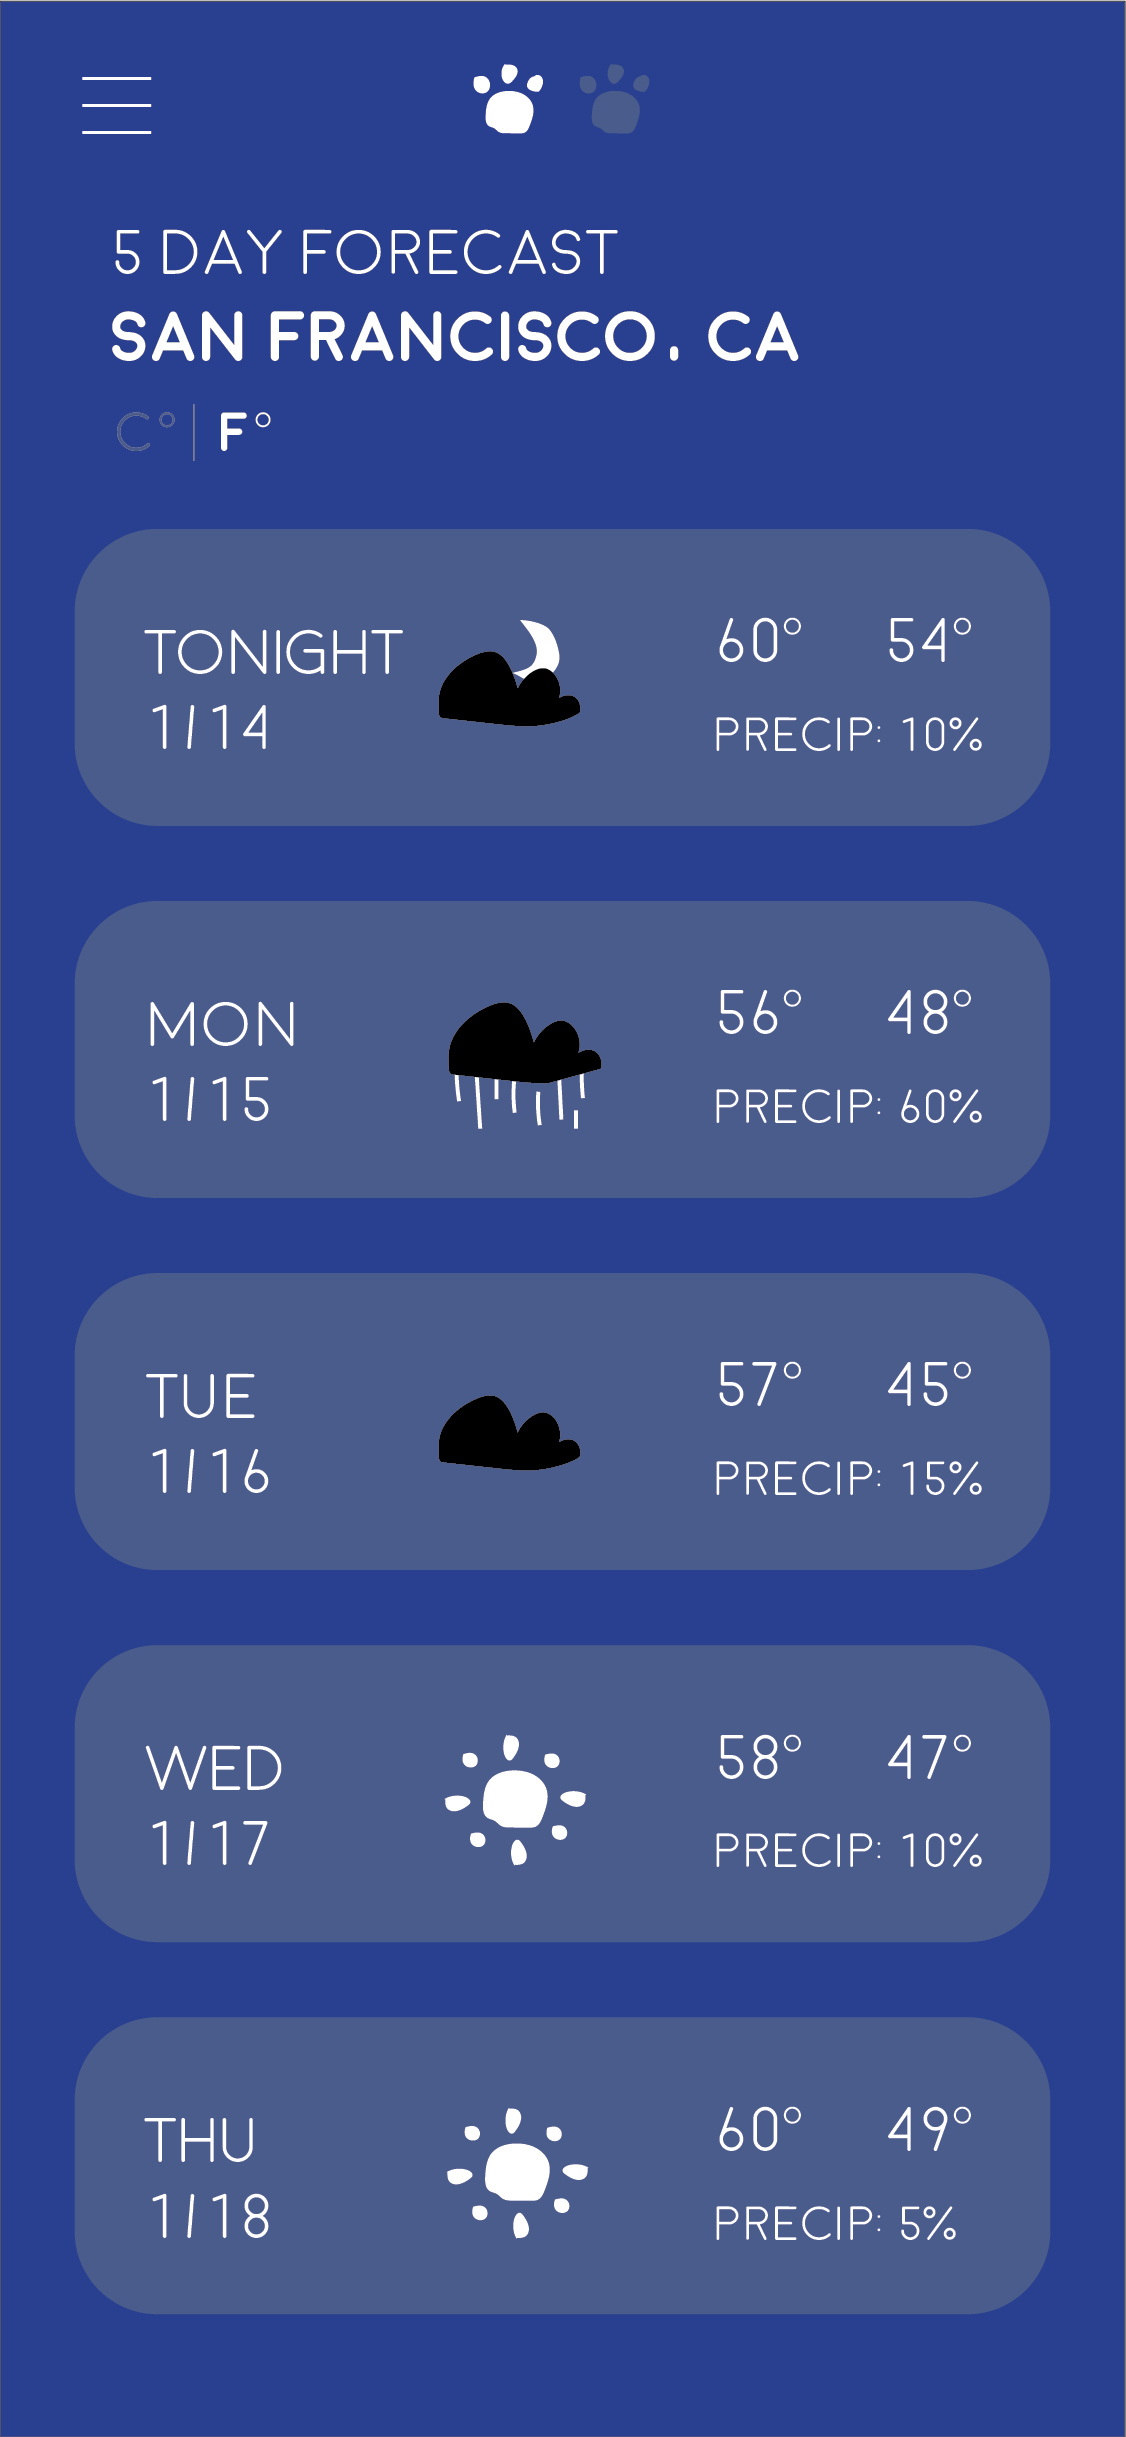 5 DAY FORECAST
SAN FRANCISCO. CA
C° | F°
TONIGHT
1/14
60° 54°
PRECIP: 10%
MON
1/15
56° 48°
PRECIP: 60%
TUE
1/16
57° 45°
PRECIP: 15%
WED
1/17
58° 47°
PRECIP: 10%
THU
1/18
60° 49°
PRECIP: 5%